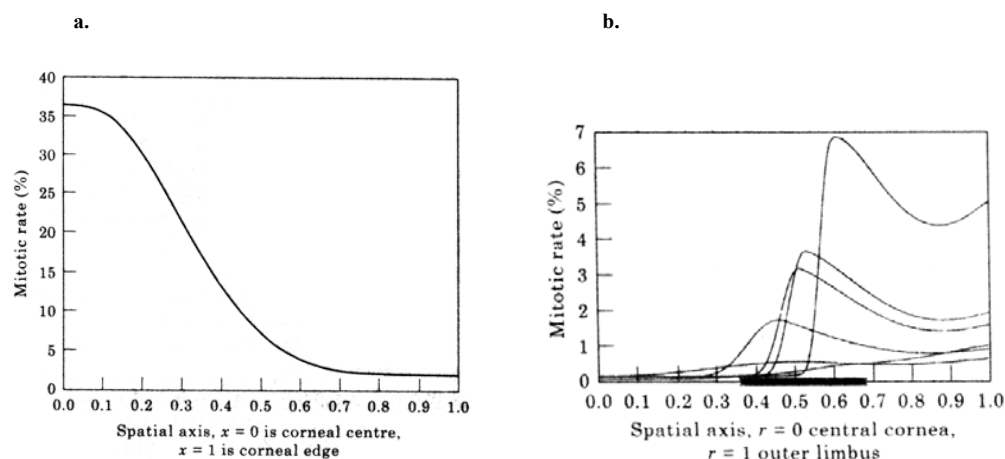 a.
40
35
30
25
20
15
10
5
0
Mitotic rate (%)
0.0 0.1 0.2 0.3 0.4 0.5 0.6 0.7 0.8 0.9 1.0
Spatial axis, x = 0 is corneal centre,
x = 1 is corneal edge
b.
7
6
5
4
3
2
1
0
Mitotic rate (%)
0.0 0.1 0.2 0.3 0.4 0.5 0.6 0.7 0.8 0.9 1.0
Spatial axis, r = 0 central cornea,
r = 1 outer limbus